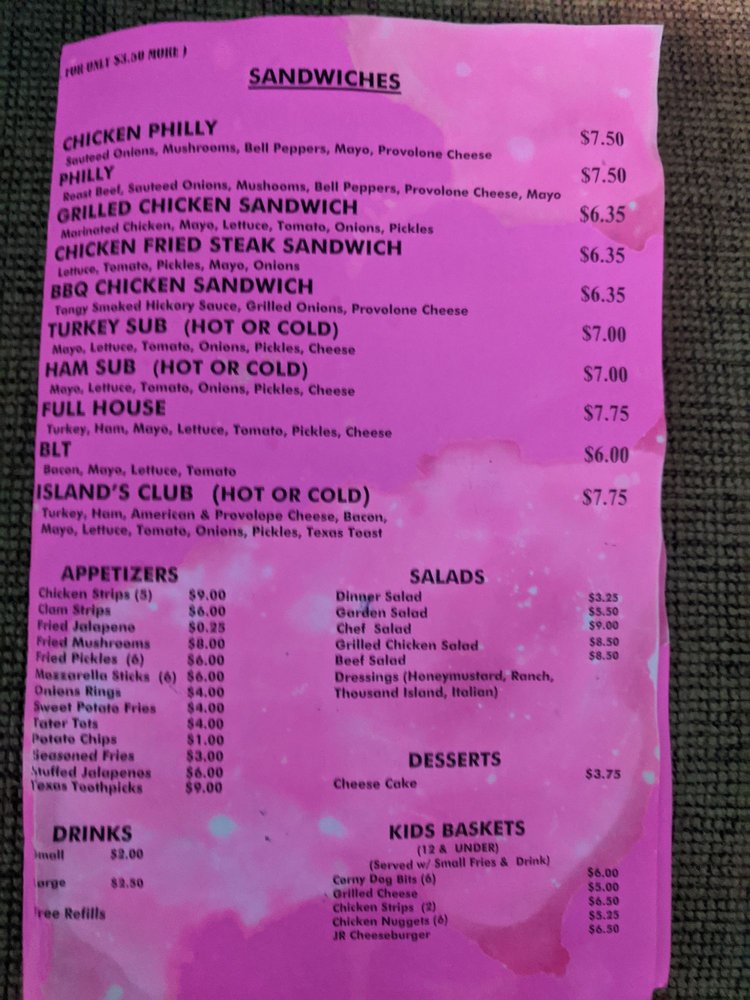 FOR ONLY $3.50 MORE )
SANDWICHES
CHICKEN PHILLY $7.50
Sauteed Onions, Mushrooms, Bell Peppers, Mayo, Provolone Cheese
PHILLY $7.50
Roast Beef, Sauteed Onions, Mushooms, Bell Peppers, Provolone Cheese, Mayo
GRILLED CHICKEN SANDWICH $6.35
Marinated Chicken, Mayo, Lettuce, Tomato, Onions, Pickles
CHICKEN FRIED STEAK SANDWICH $6.35
Lettuce, Tomato, Pickles, Mayo, Onions
BBQ CHICKEN SANDWICH $6.35
Tangy Smoked Hickory Sauce, Grilled Onions, Provolone Cheese
TURKEY SUB (HOT OR COLD) $7.00
Mayo, Lettuce, Tomato, Onions, Pickles, Cheese
HAM SUB (HOT OR COLD) $7.00
Mayo, Lettuce, Tomato, Onions, Pickles, Cheese
FULL HOUSE $7.75
Turkey, Ham, Mayo, Lettuce, Tomato, Pickles, Cheese
BLT $6.00
Bacon, Mayo, Lettuce, Tomato
ISLAND'S CLUB (HOT OR COLD) $7.75
Turkey, Ham, American & Provolope Cheese, Bacon,
Mayo, Lettuce, Tomato, Onions, Pickles, Texas Toast
APPETIZERS
Chicken Strips (5) $9.00
Clam Strips $6.00
Fried Jalapeno $0.25
Fried Mushrooms $8.00
Fried Pickles (6) $6.00
Mozzarella Sticks (6) $6.00
Onions Rings $4.00
Sweet Potato Fries $4.00
Tater Tots $4.00
Potato Chips $1.00
Seasoned Fries $3.00
Stuffed Jalapenos $6.00
Texas Toothpicks $9.00
SALADS
Dinner Salad $3.25
Garden Salad $5.50
Chef Salad $9.00
Grilled Chicken Salad $8.50
Beef Salad $8.50
Dressings (Honeymustard, Ranch,
Thousand Island, Italian)
DESSERTS
Cheese Cake $3.75
DRINKS
mall $2.00
arge $2.50
ree Refills
KIDS BASKETS
(12 & UNDER)
(Served w/ Small Fries & Drink)
Corny Dog Bits (6) $6.00
Grilled Cheese $5.00
Chicken Strips (2) $6.50
Chicken Nuggets (6) $5.25
JR Cheeseburger $6.50